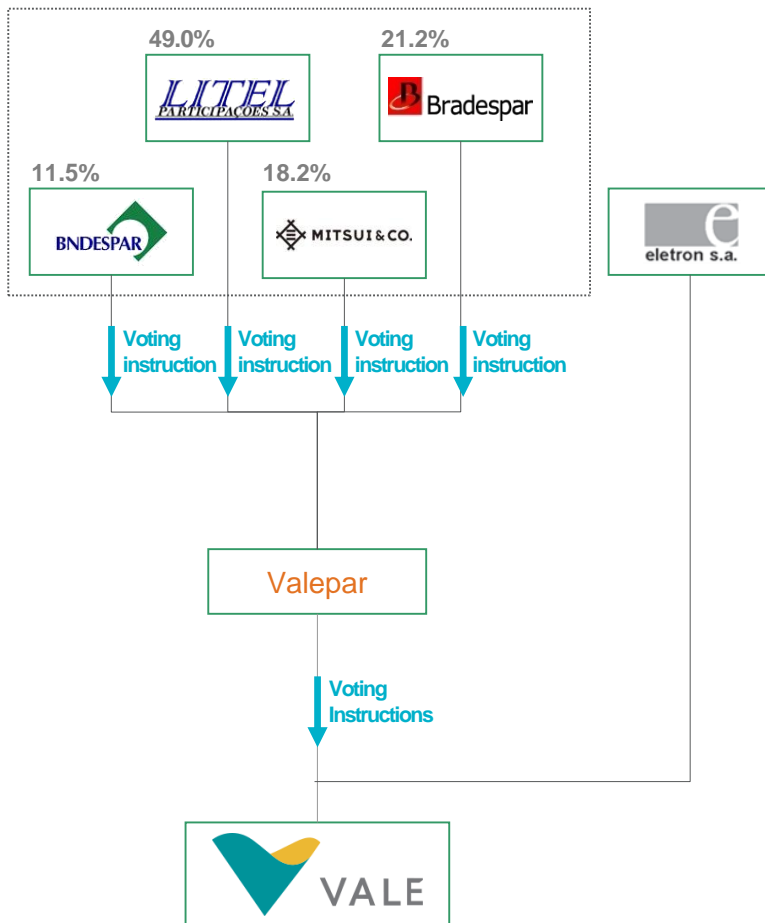 49.0%
21.2%
LITEL
PARTICIPAÇÕES S.A.
B
Bradespar
11.5%
18.2%
BNDESPAR
MITSUI & CO.
e
eletron s.a.
Voting
instruction
Voting
instruction
Voting
instruction
Voting
instruction
Valepar
Voting
Instructions
VALE